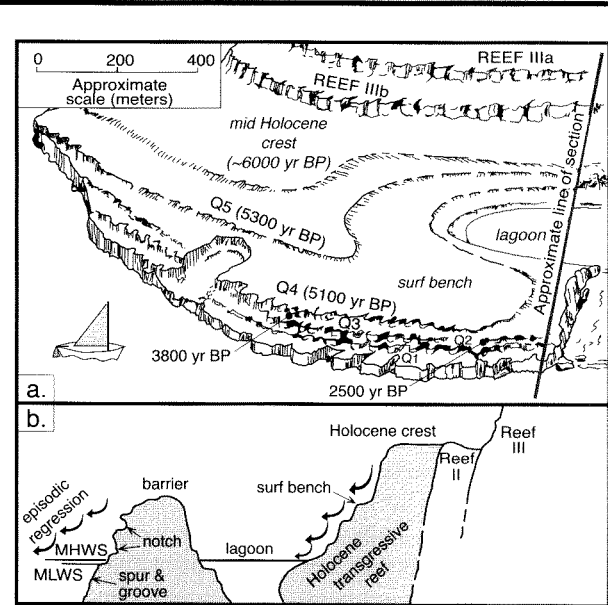 0 200 400
Approximate
scale (meters)
REEF IIIa
REEF IIIb
mid Holocene
crest
(~6000 yr BP)
Approximate line of section
Q5 (5300 yr BP)
lagoon
surf bench
Q4 (5100 yr BP)
Q3
Q2
3800 yr BP
Q1
2500 yr BP
a.
b.
Holocene crest
Reef
III
Reef
II
barrier
surf bench
episodic
regression
notch
lagoon
MHWS
MLWS
spur &
groove
Holocene
transgressive
reef